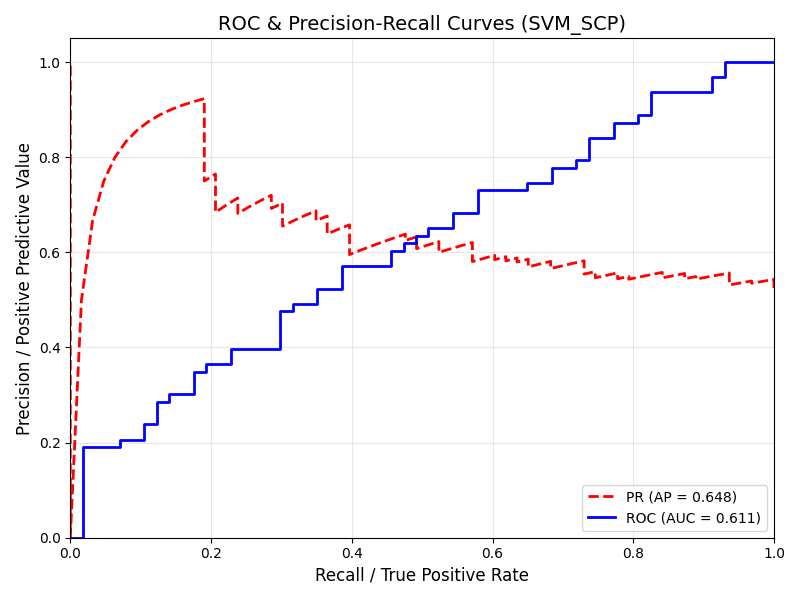 ROC & Precision-Recall Curves (SVM_SCP)
Precision / Positive Predictive Value
1.0
0.8
0.6
0.4
0.2
0.0
0.0 0.2 0.4 0.6 0.8 1.0
Recall / True Positive Rate
PR (AP = 0.648)
ROC (AUC = 0.611)